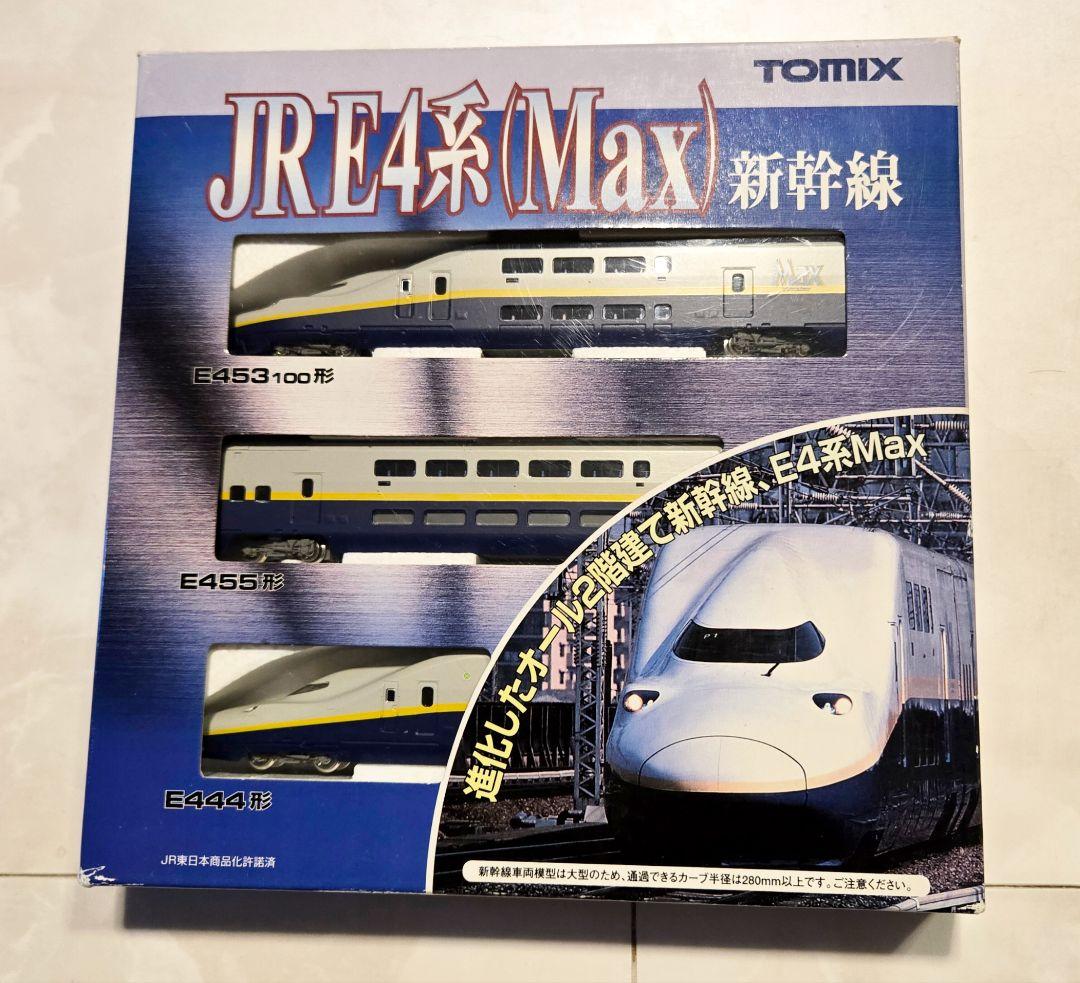 TOMIX
JR E4系(Max)新幹線
Max
E453100形
E455形
進化したオール2階建て新幹線、E4系Max
P1
E444形
JR東日本商品化許諾済
新幹線車両模型は大型のため、通過できるカーブ半径は280mm以上です。ご注意ください。